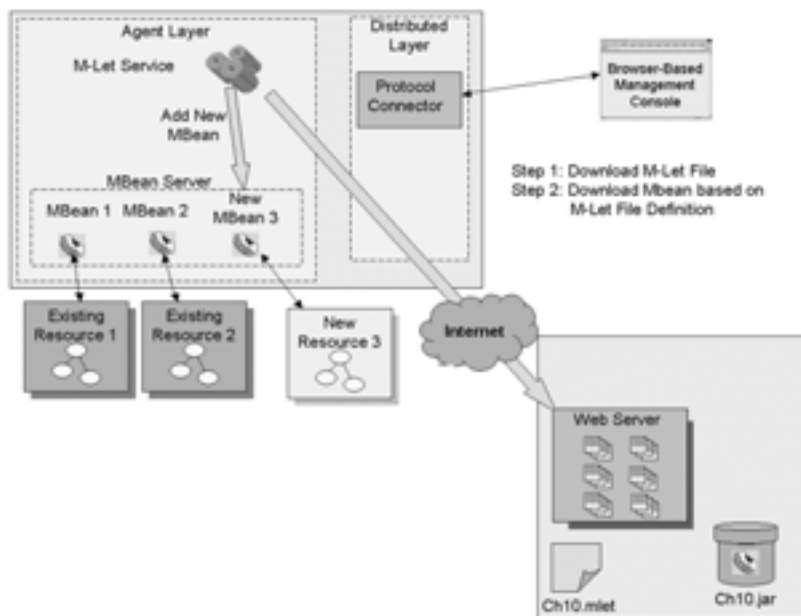 Agent Layer
M-Let Service
Distributed
Layer
Protocol
Connector
Browser-Based
Management
Console
Add New
MBean
Step 1: Download M-Let File
Step 2: Download Mbean based on
M-Let File Definition
MBean Server
MBean 1
MBean 2
New
MBean 3
Existing
Resource 1
Existing
Resource 2
New
Resource 3
Internet
Web Server
Ch10.mlet
Ch10.jar